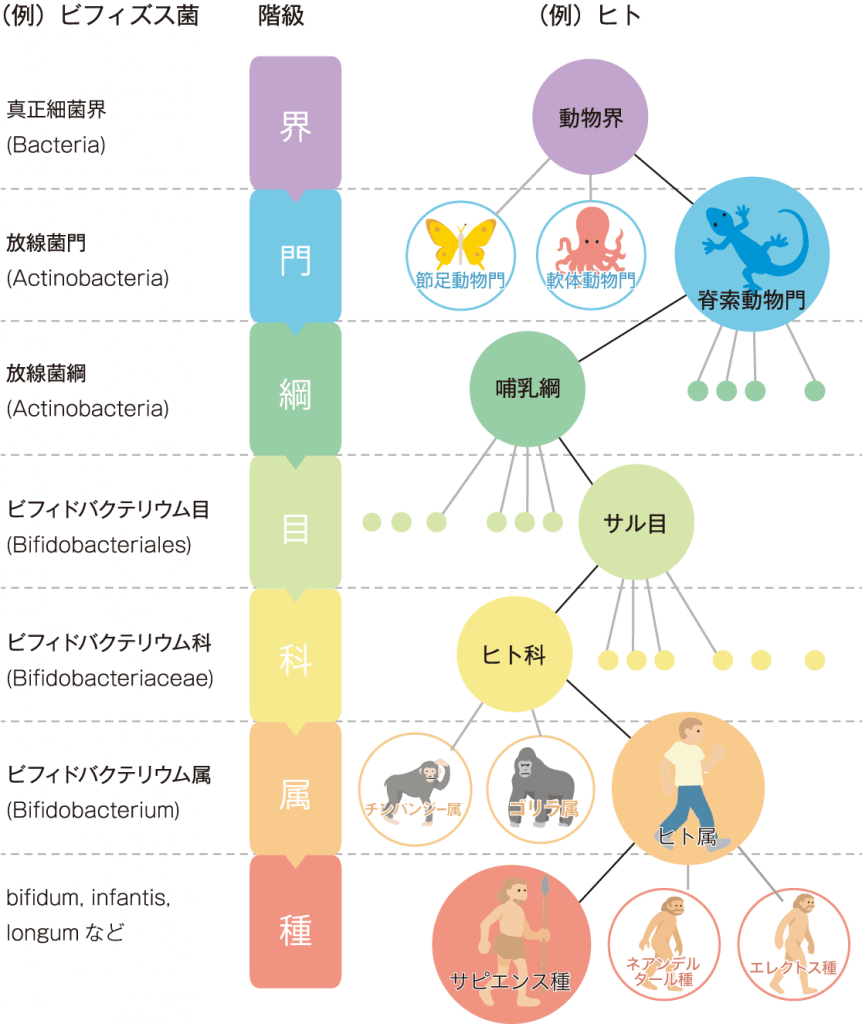 （例）ビフィズス菌
階級
（例）ヒト
真正細菌界
(Bacteria)
界
動物界
放線菌門
(Actinobacteria)
門
節足動物門
軟体動物門
脊索動物門
放線菌綱
(Actinobacteria)
綱
哺乳綱
ビフィドバクテリウム目
(Bifidobacteriales)
目
サル目
ビフィドバクテリウム科
(Bifidobacteriaceae)
科
ヒト科
ビフィドバクテリウム属
(Bifidobacterium)
属
チンパンジー属
ゴリラ属
ヒト属
bifidum, infantis,
longum など
種
サピエンス種
ネアンデル
タール種
エレクトス種